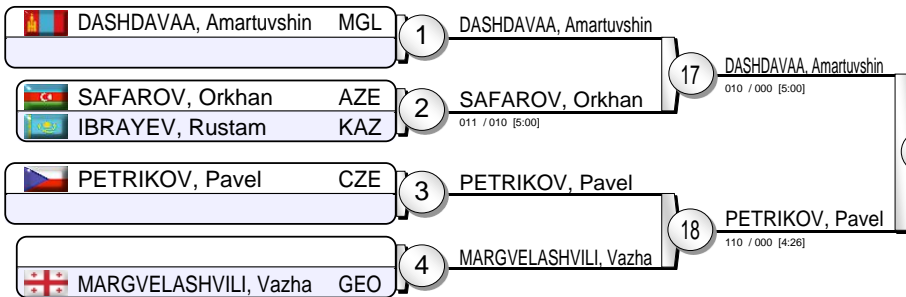 DASHDAVAA, Amartuvshin MGL
1
DASHDAVAA, Amartuvshin
17
DASHDAVAA, Amartuvshin
010 / 000 [5:00]
SAFAROV, Orkhan AZE
IBRAYEV, Rustam KAZ
2
SAFAROV, Orkhan
011 / 010 [5:00]
PETRIKOV, Pavel CZE
3
PETRIKOV, Pavel
18
PETRIKOV, Pavel
110 / 000 [4:26]
MARGVELASHVILI, Vazha GEO
4
MARGVELASHVILI, Vazha